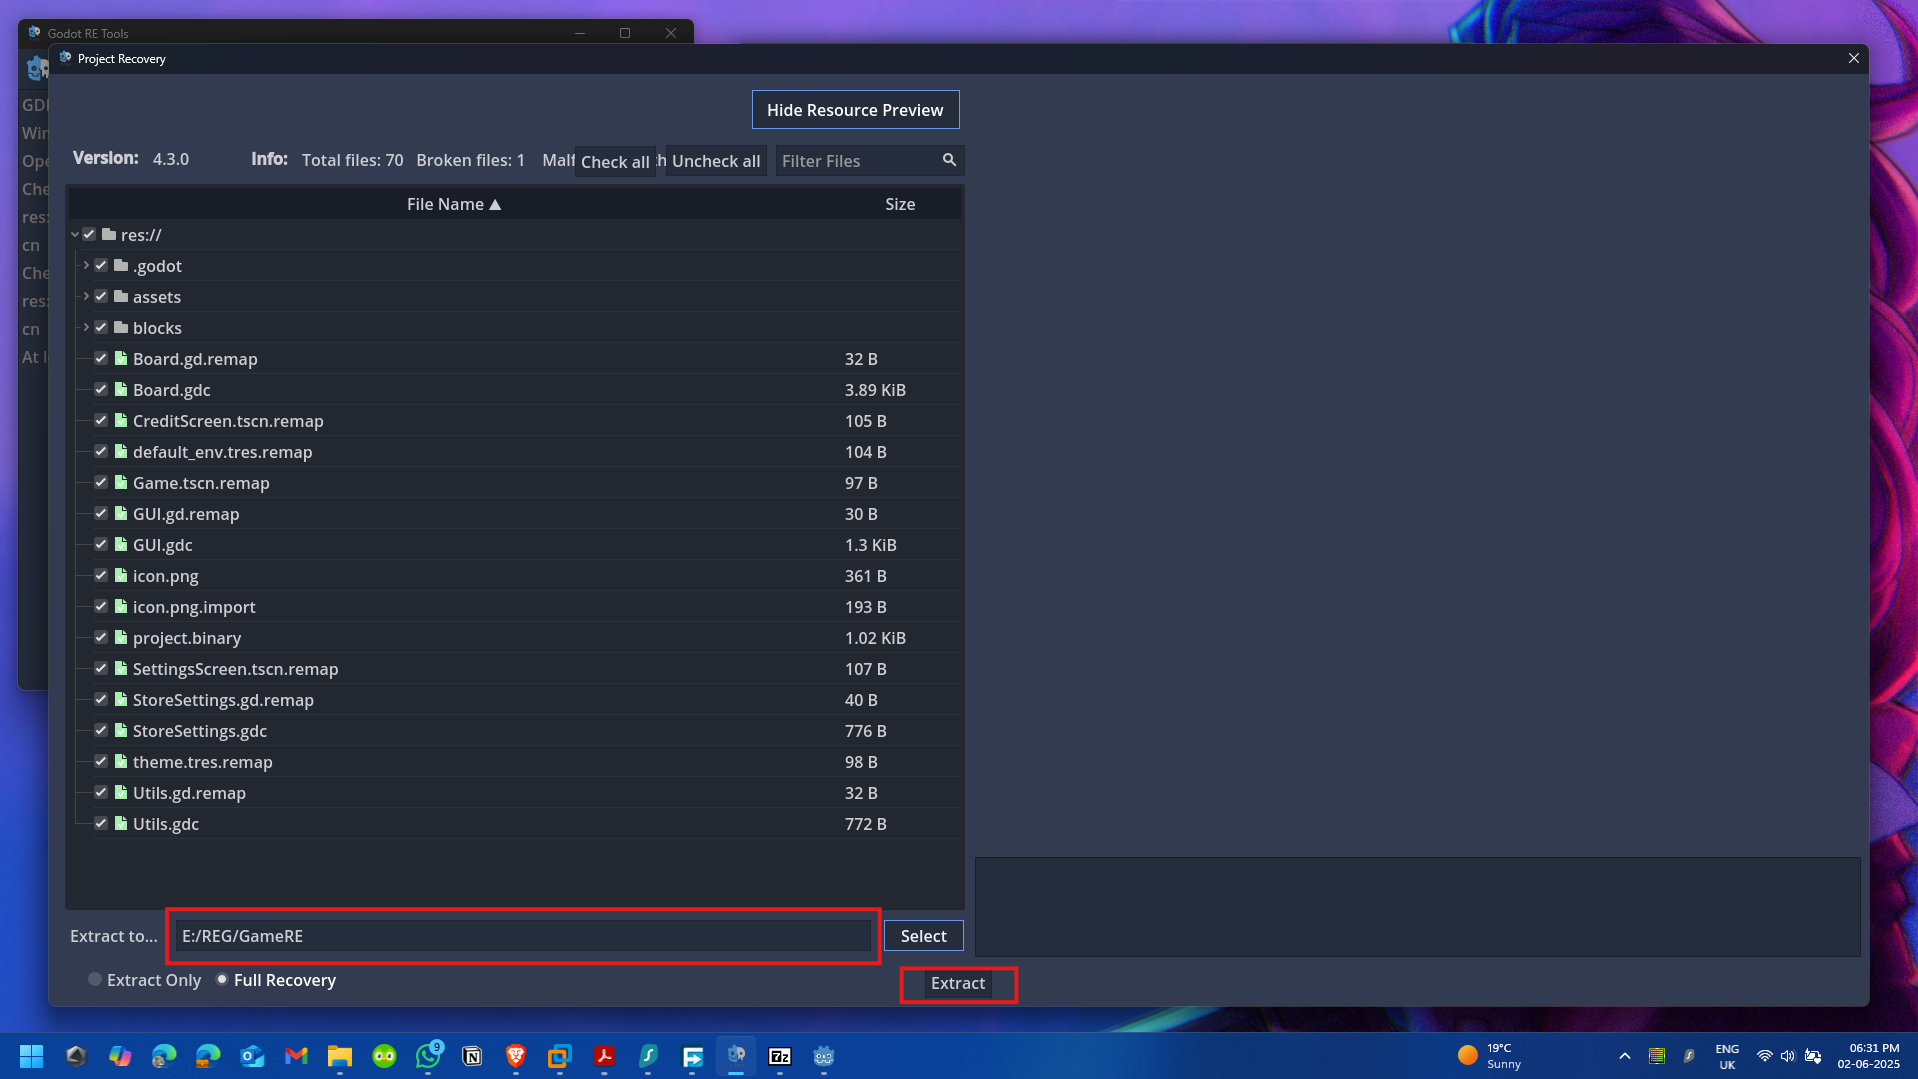 Godot RE Tools
Project Recovery
Hide Resource Preview
Version: 4.3.0 Info: Total files: 70 Broken files: 1 Malf Check all th Uncheck all Filter Files
File Name ▲ Size
res://
.godot
assets
blocks
Board.gd.remap 32 B
Board.gdc 3.89 KiB
CreditScreen.tscn.remap 105 B
default_env.tres.remap 104 B
Game.tscn.remap 97 B
GUI.gd.remap 30 B
GUI.gdc 1.3 KiB
icon.png 361 B
icon.png.import 193 B
project.binary 1.02 KiB
SettingsScreen.tscn.remap 107 B
StoreSettings.gd.remap 40 B
StoreSettings.gdc 776 B
theme.tres.remap 98 B
Utils.gd.remap 32 B
Utils.gdc 772 B
Extract to... E:/REG/GameRE Select
Extract Only Full Recovery Extract
GDI
Win
Ope
Che
res:
cn
Che
res:
cn
At l
9
7z
19°C
Sunny
ENG
UK
06:31 PM
02-06-2025